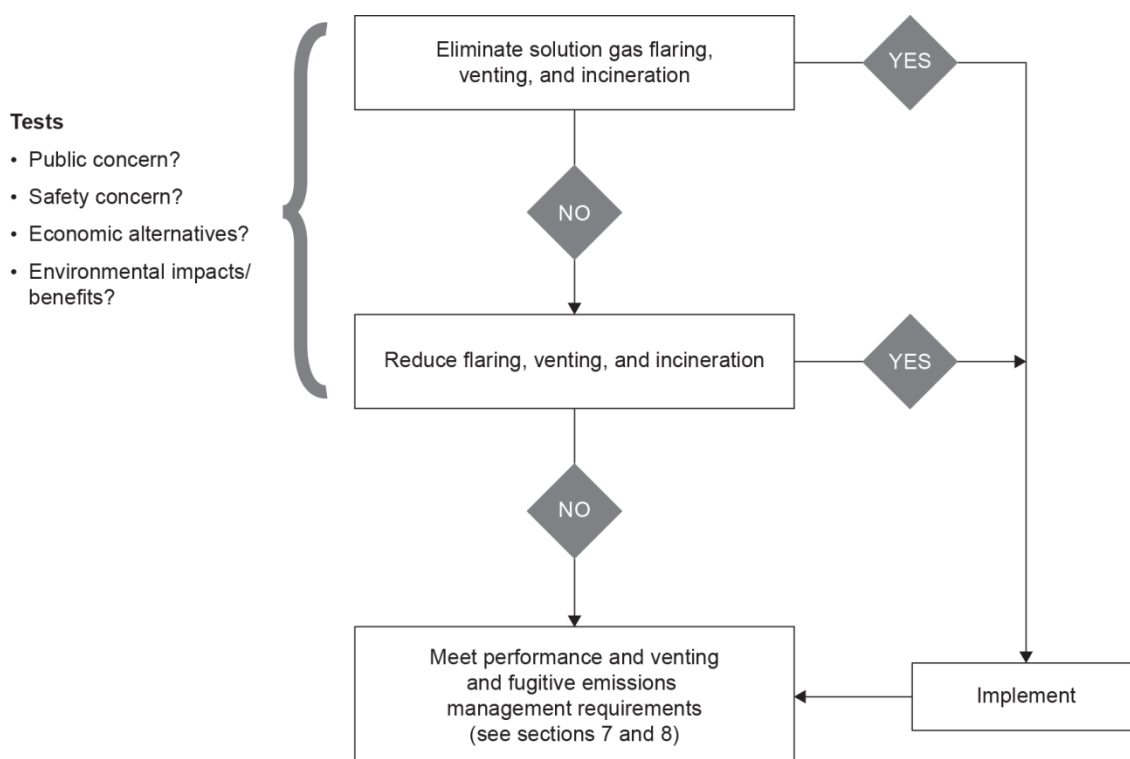 Eliminate solution gas flaring,
venting, and incineration
YES
Tests
• Public concern?
• Safety concern?
• Economic alternatives?
• Environmental impacts/
benefits?
NO
Reduce flaring, venting, and incineration
YES
NO
Meet performance and venting
and fugitive emissions
management requirements
(see sections 7 and 8)
Implement